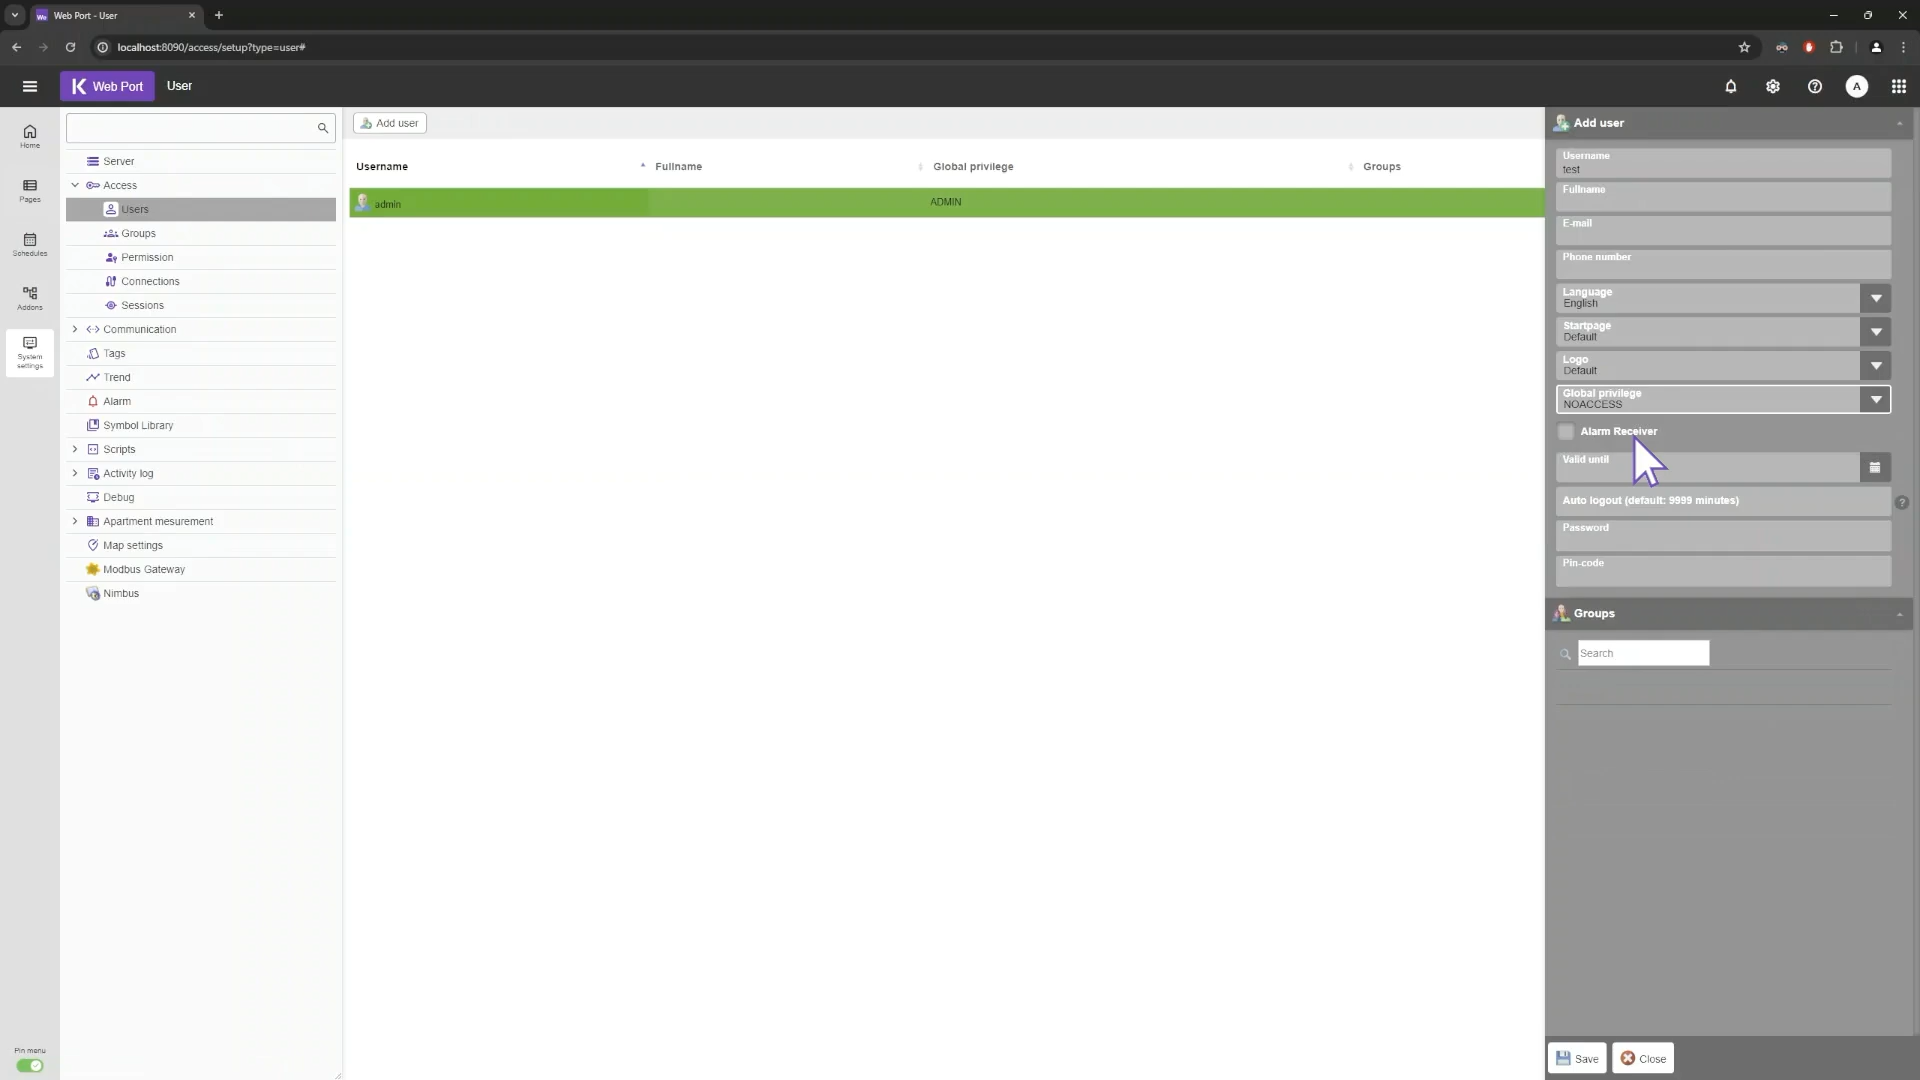 Web Port - User
localhost:8090/access/setup?type=user#
Web Port
User
A
Home
Pages
Schedules
Addons
System
settings
Pin menu
Server
Access
Users
Groups
Permission
Connections
Sessions
Communication
Tags
Trend
Alarm
Symbol Library
Scripts
Activity log
Debug
Apartment mesurement
Map settings
Modbus Gateway
Nimbus
Add user
Username Fullname Global privilege Groups
admin ADMIN
Add user
Username
test
Fullname
E-mail
Phone number
Language
English
Startpage
Default
Logo
Default
Global privilege
NOACCESS
Alarm Receiver
Valid until
Auto logout (default: 9999 minutes)
Password
Pin-code
Groups
Search
Save Close